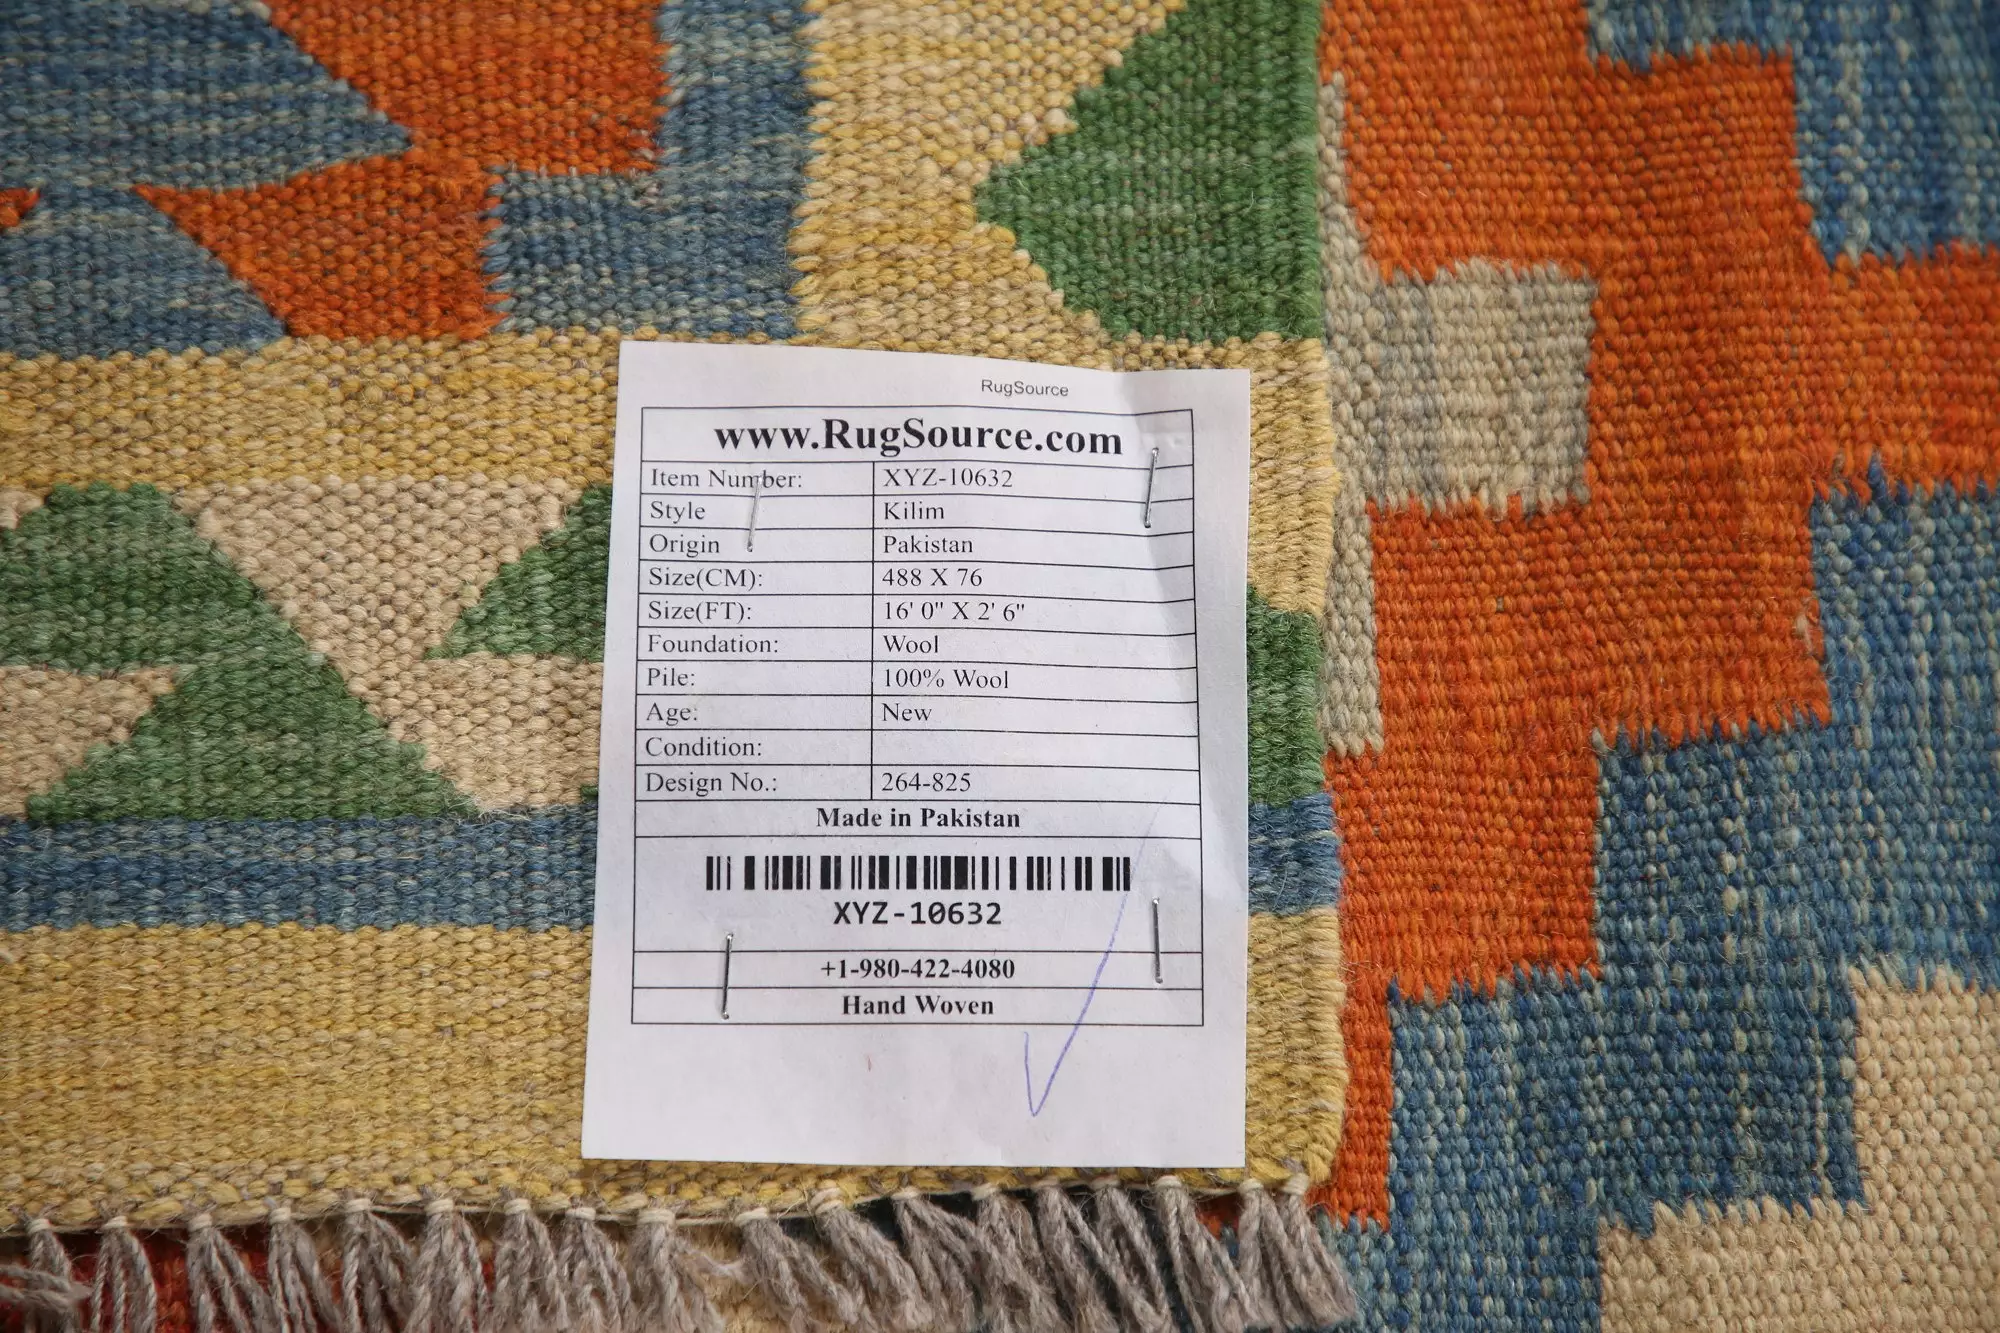 RugSource
www.RugSource.com
Item Number: XYZ-10632
Style Kilim
Origin Pakistan
Size(CM): 488 X 76
Size(FT): 16' 0" X 2' 6"
Foundation: Wool
Pile: 100% Wool
Age: New
Condition:
Design No.: 264-825
Made in Pakistan
XYZ-10632
+1-980-422-4080
Hand Woven